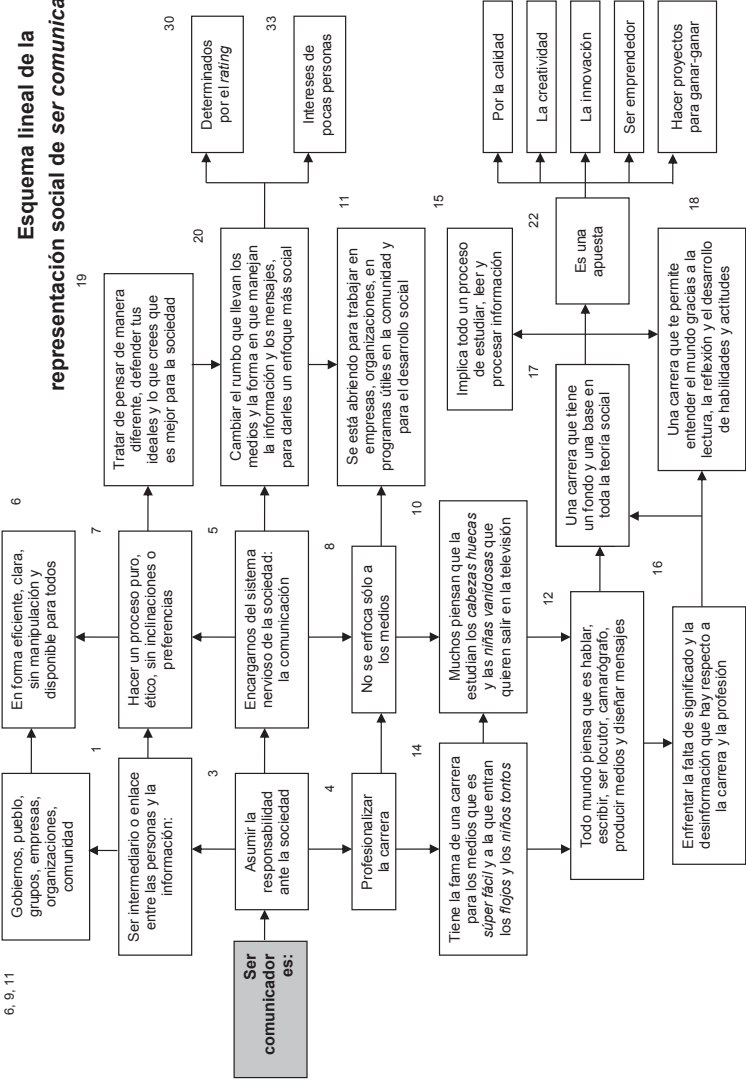 Esquema lineal de la
representación social de ser comunica
6, 9, 11
Gobiernos, pueblo,
grupos, empresas,
organizaciones,
comunidad
6
En forma eficiente, clara,
sin manipulación y
disponible para todos
1
Ser intermediario o enlace
entre las personas y la
información:
7
Hacer un proceso puro,
ético, sin inclinaciones o
preferencias
19
Tratar de pensar de manera
diferente, defender tus
ideales y lo que crees que
es mejor para la sociedad
Ser
comunicador
es:
3
Asumir la
responsabilidad
ante la sociedad
5
Encargarnos del sistema
nervioso de la sociedad:
la comunicación
20
Cambiar el rumbo que llevan los
medios y la forma en que manejan
la información y los mensajes,
para darles un enfoque más social
30
Determinados
por el rating
33
Intereses de
pocas personas
4
Profesionalizar
la carrera
8
No se enfoca sólo a
los medios
11
Se está abriendo para trabajar en
empresas, organizaciones, en
programas útiles en la comunidad y
para el desarrollo social
14
Tiene la fama de una carrera
para los medios que es
súper fácil y a la que entran
los flojos y los niños tontos
10
Muchos piensan que la
estudian los cabezas huecas
y las niñas vanidosas que
quieren salir en la televisión
15
Implica todo un proceso
de estudiar, leer y
procesar información
12
Todo mundo piensa que es hablar,
escribir, ser locutor, camarógrafo,
producir medios y diseñar mensajes
17
Una carrera que tiene
un fondo y una base en
toda la teoría social
22
Es una
apuesta
Por la calidad
La creatividad
La innovación
Ser emprendedor
Hacer proyectos
para ganar-ganar
16
Enfrentar la falta de significado y la
desinformación que hay respecto a
la carrera y la profesión
18
Una carrera que te permite
entender el mundo gracias a la
lectura, la reflexión y el desarrollo
de habilidades y actitudes